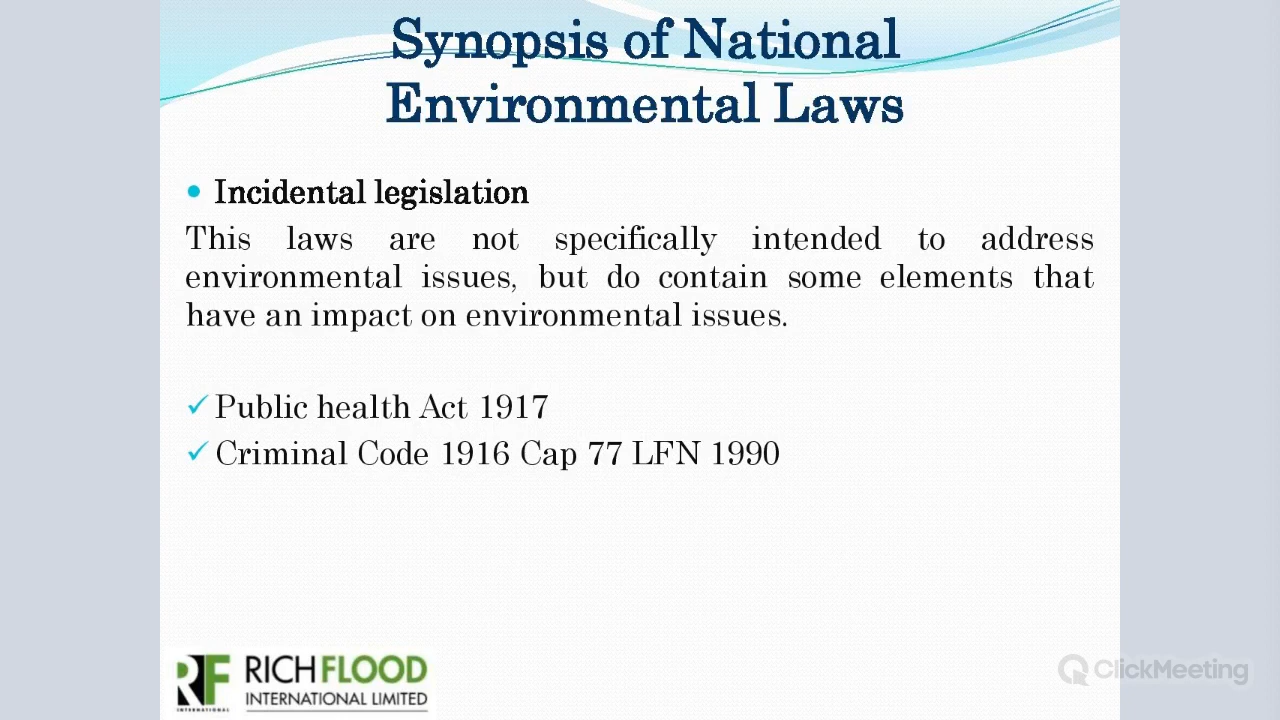 Synopsis of National
Environmental Laws
Incidental legislation
This laws are not specifically intended to address
environmental issues, but do contain some elements that
have an impact on environmental issues.
Public health Act 1917
Criminal Code 1916 Cap 77 LFN 1990
RF
INTERNATIONAL
RICHFLOOD
INTERNATIONAL LIMITED
ClickMeeting